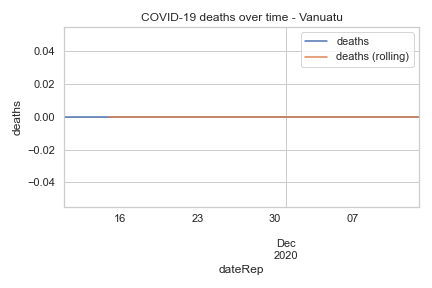 COVID-19 deaths over time - Vanuatu
deaths
deaths (rolling)
0.04
0.02
0.00
−0.02
−0.04
deaths
16
23
30
07
Dec
2020
dateRep